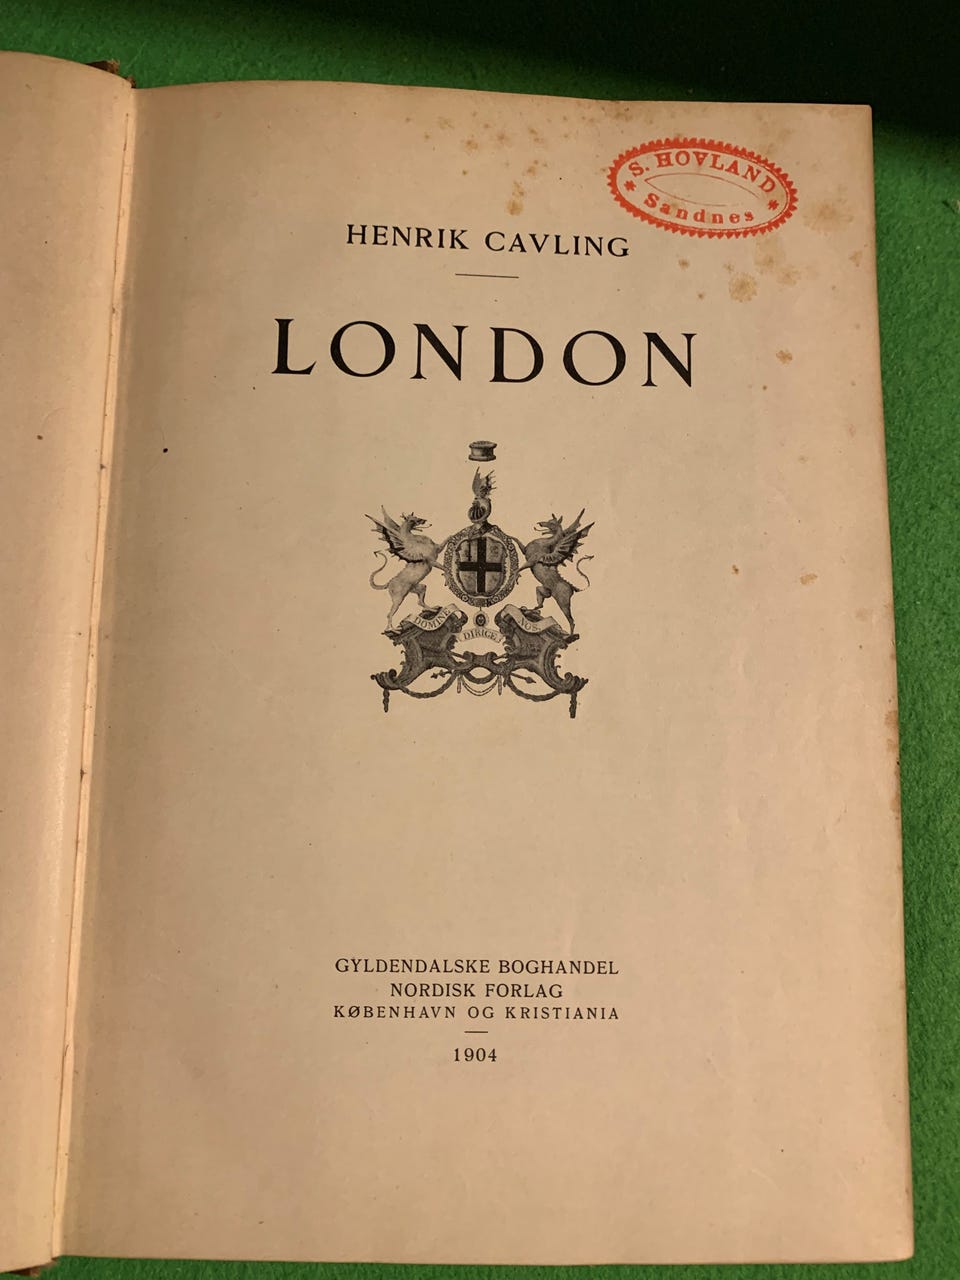 S. HOVLAND
Sandnes
HENRIK CAVLING
LONDON
DOMINE
DIRIGE
NOS
GYLDENDALSKE BOGHANDEL
NORDISK FORLAG
KØBENHAVN OG KRISTIANIA
1904